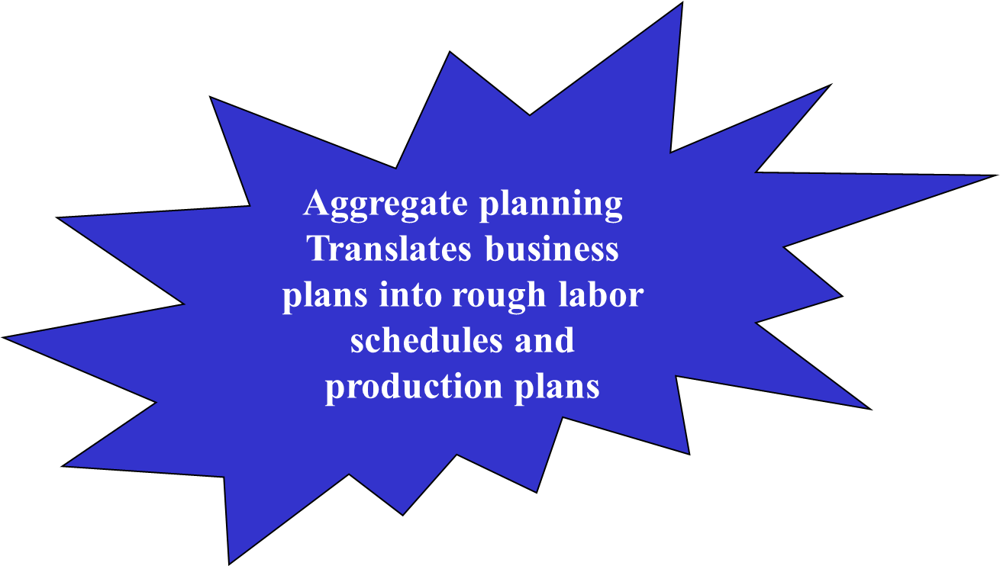 Aggregate planning
Translates business
plans into rough labor
schedules and
production plans